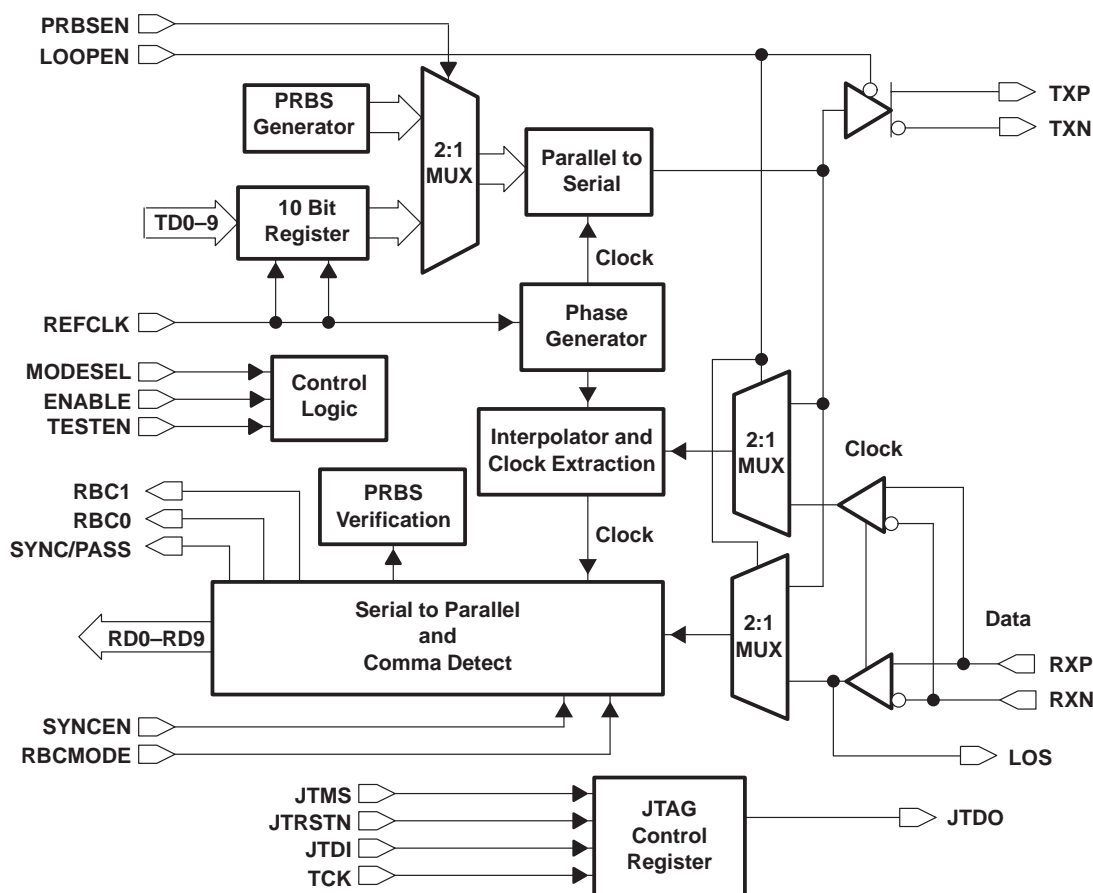 PRBSEN
LOOPEN
PRBS
Generator
2:1
MUX
Parallel to
Serial
TXP
TXN
TD0–9
10 Bit
Register
Clock
REFCLK
Phase
Generator
MODESEL
ENABLE
TESTEN
Control
Logic
Interpolator and
Clock Extraction
2:1
MUX
Clock
RBC1
RBC0
SYNC/PASS
PRBS
Verification
Clock
RD0–RD9
Serial to Parallel
and
Comma Detect
2:1
MUX
Data
RXP
RXN
SYNCEN
RBCMODE
LOS
JTMS
JTRSTN
JTDI
TCK
JTAG
Control
Register
JTDO